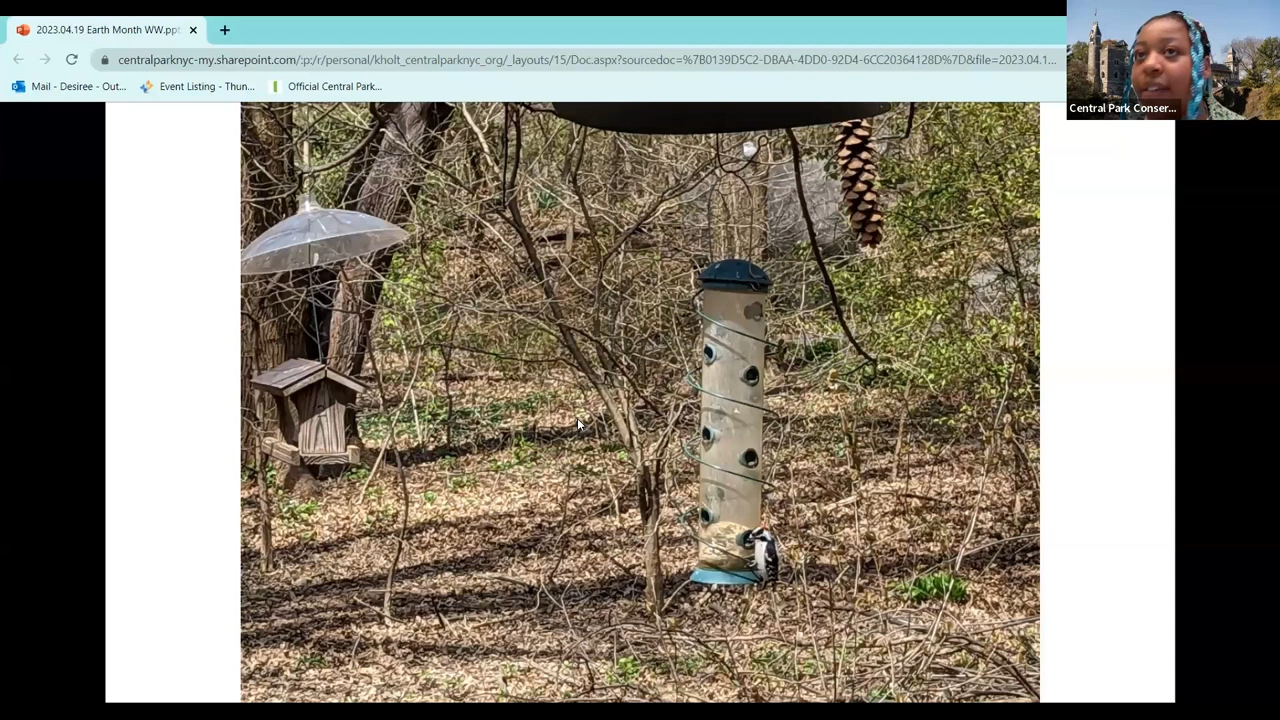 2023.04.19 Earth Month WW.ppt
centralparknyc-my.sharepoint.com/:p:/r/personal/kholt_centralparknyc_org/_layouts/15/Doc.aspx?sourcedoc=%7B0139D5C2-DBAA-4DD0-92D4-6CC20364128D%7D&file=2023.04.1...
Mail - Desiree - Out... Event Listing - Thun... Official Central Park...
Central Park Conser...